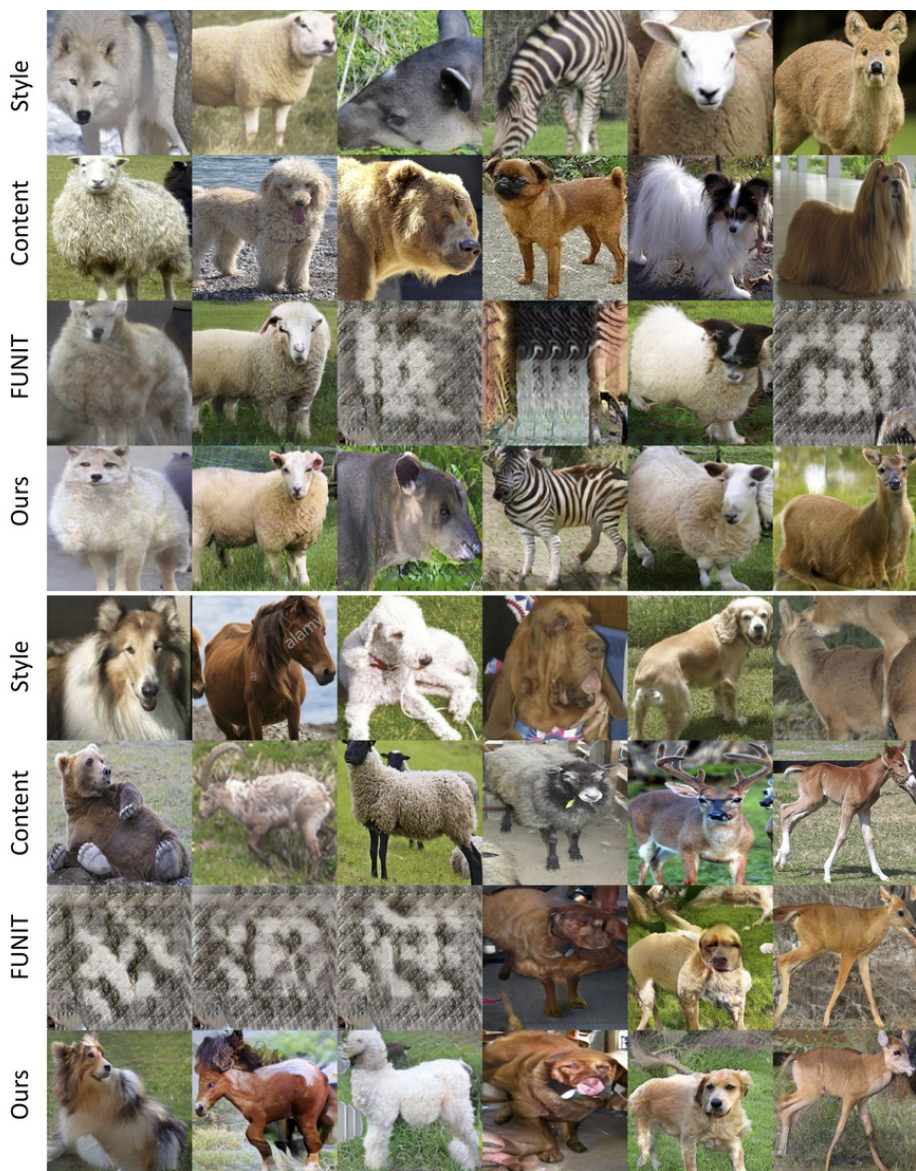 Style
Content
FUNIT
Ours
Style
alamy
a
Content
FUNIT
Ours